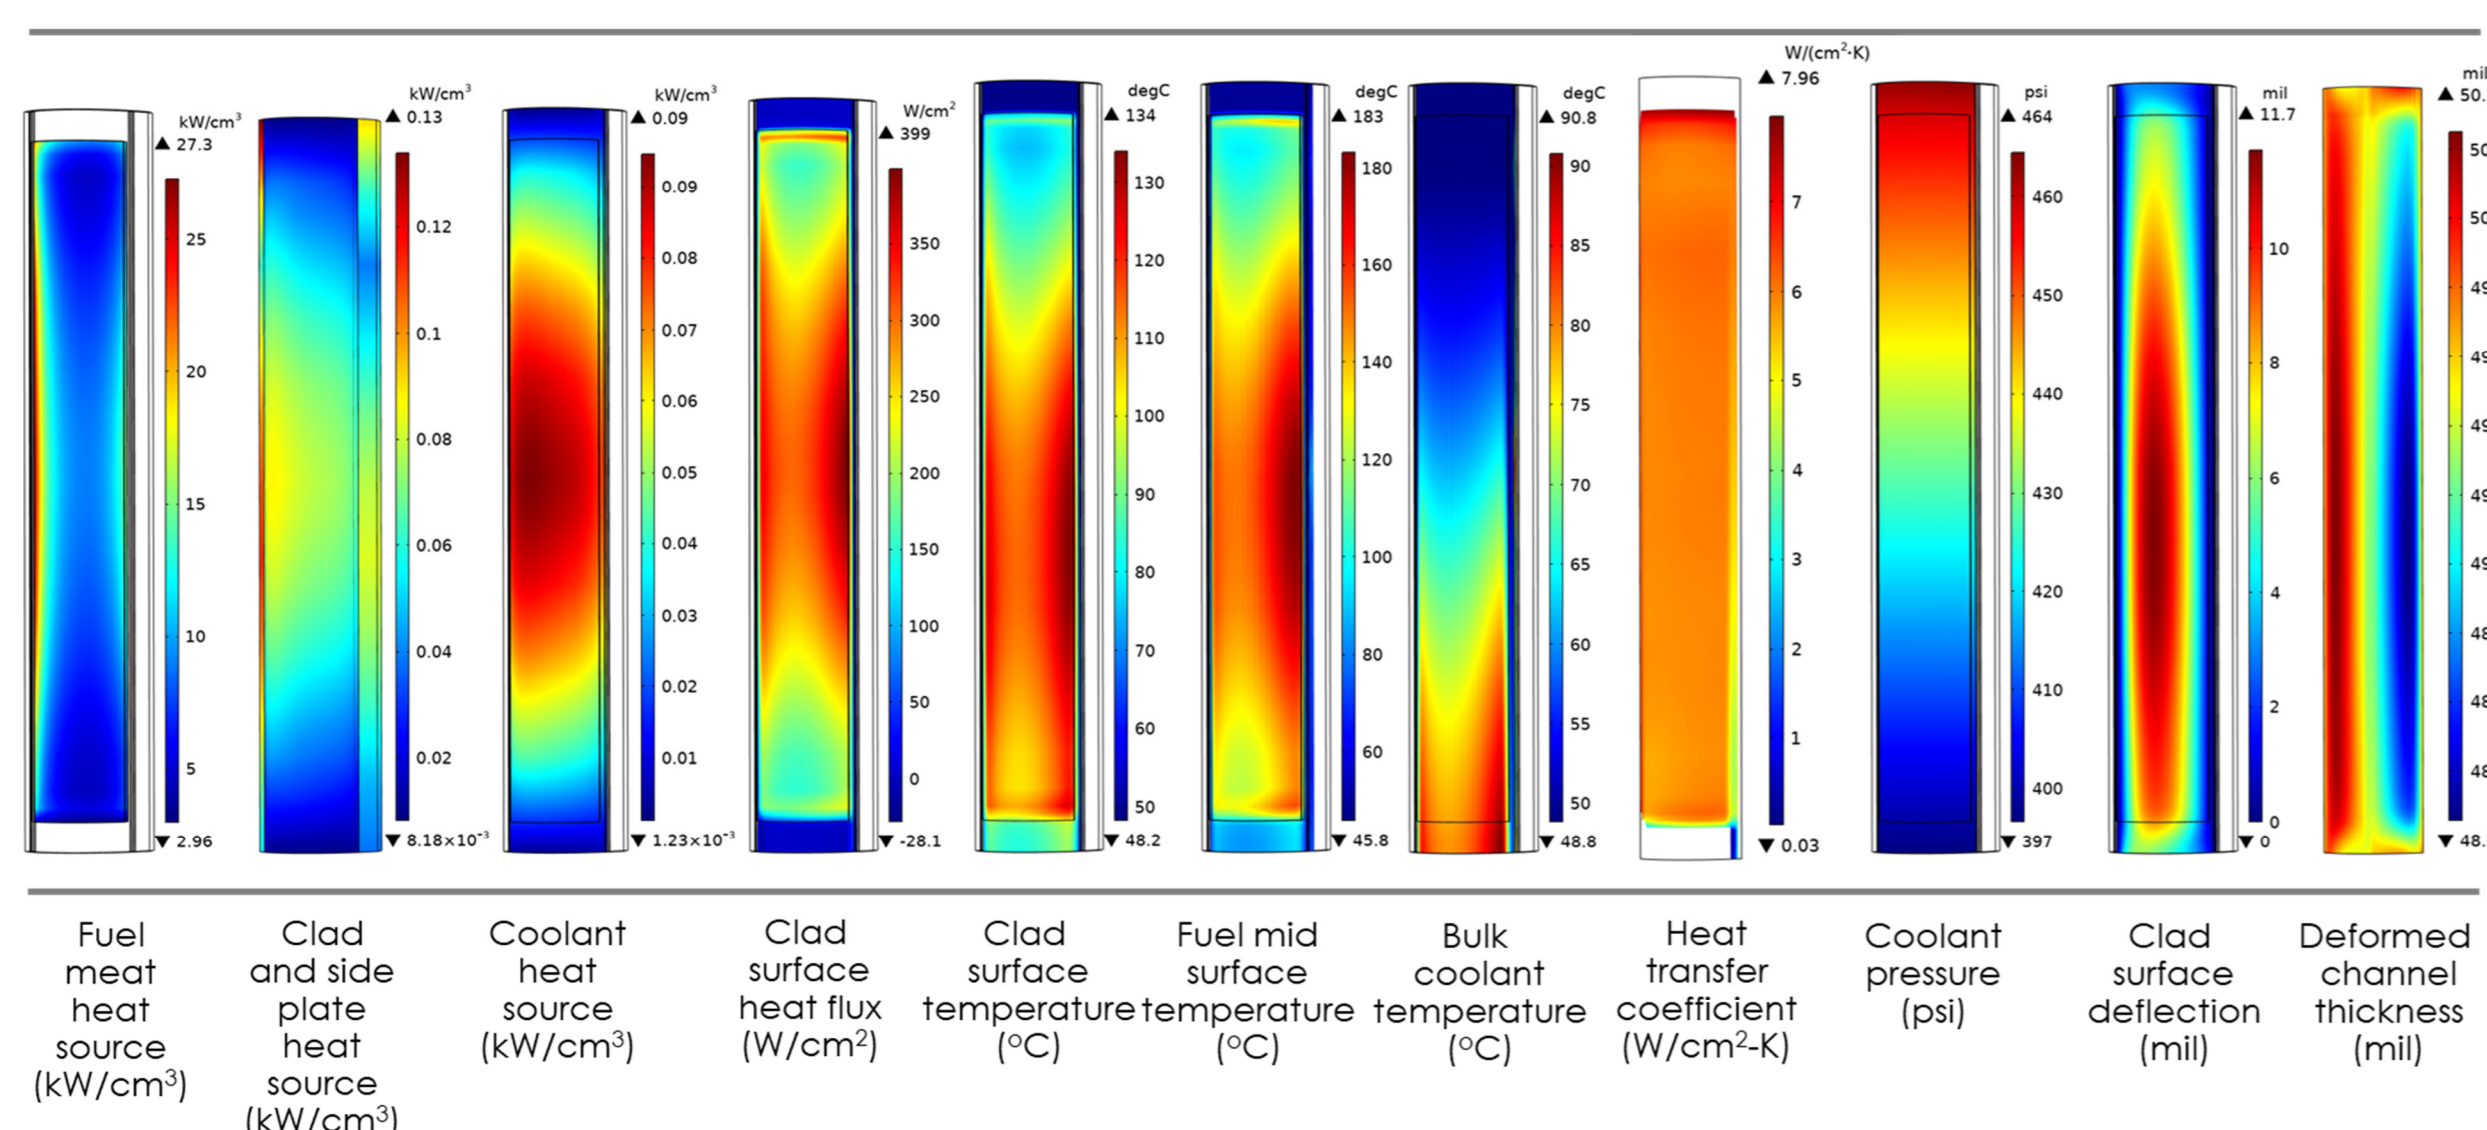 kW/cm³
▲ 27.3
25
20
15
10
5
▼ 2.96
kW/cm³
▲ 0.13
0.12
0.1
0.08
0.06
0.04
0.02
▼ 8.18×10⁻³
kW/cm³
▲ 0.09
0.09
0.08
0.07
0.06
0.05
0.04
0.03
0.02
0.01
▼ 1.23×10⁻³
W/cm²
▲ 399
350
300
250
200
150
100
50
0
▼ -28.1
degC
▲ 134
130
120
110
100
90
80
70
60
50
▼ 48.2
degC
▲ 183
180
160
140
120
100
80
60
▼ 45.8
degC
▲ 90.8
90
85
80
75
70
65
60
55
50
▼ 48.8
W/(cm²·K)
▲ 7.96
7
6
5
4
3
2
1
▼ 0.03
psi
▲ 464
460
450
440
430
420
410
400
▼ 397
mil
▲ 11.7
10
8
6
4
2
0
▼ 0
mil
Fuel
meat
heat
source
(kW/cm³)
Clad
and side
plate
heat
source
(kW/cm³)
Coolant
heat
source
(kW/cm³)
Clad
surface
heat flux
(W/cm²)
Clad
surface
temperature
(°C)
Fuel mid
surface
temperature
(°C)
Bulk
coolant
temperature
(°C)
Heat
transfer
coefficient
(W/cm²-K)
Coolant
pressure
(psi)
Clad
surface
deflection
(mil)
Deformed
channel
thickness
(mil)